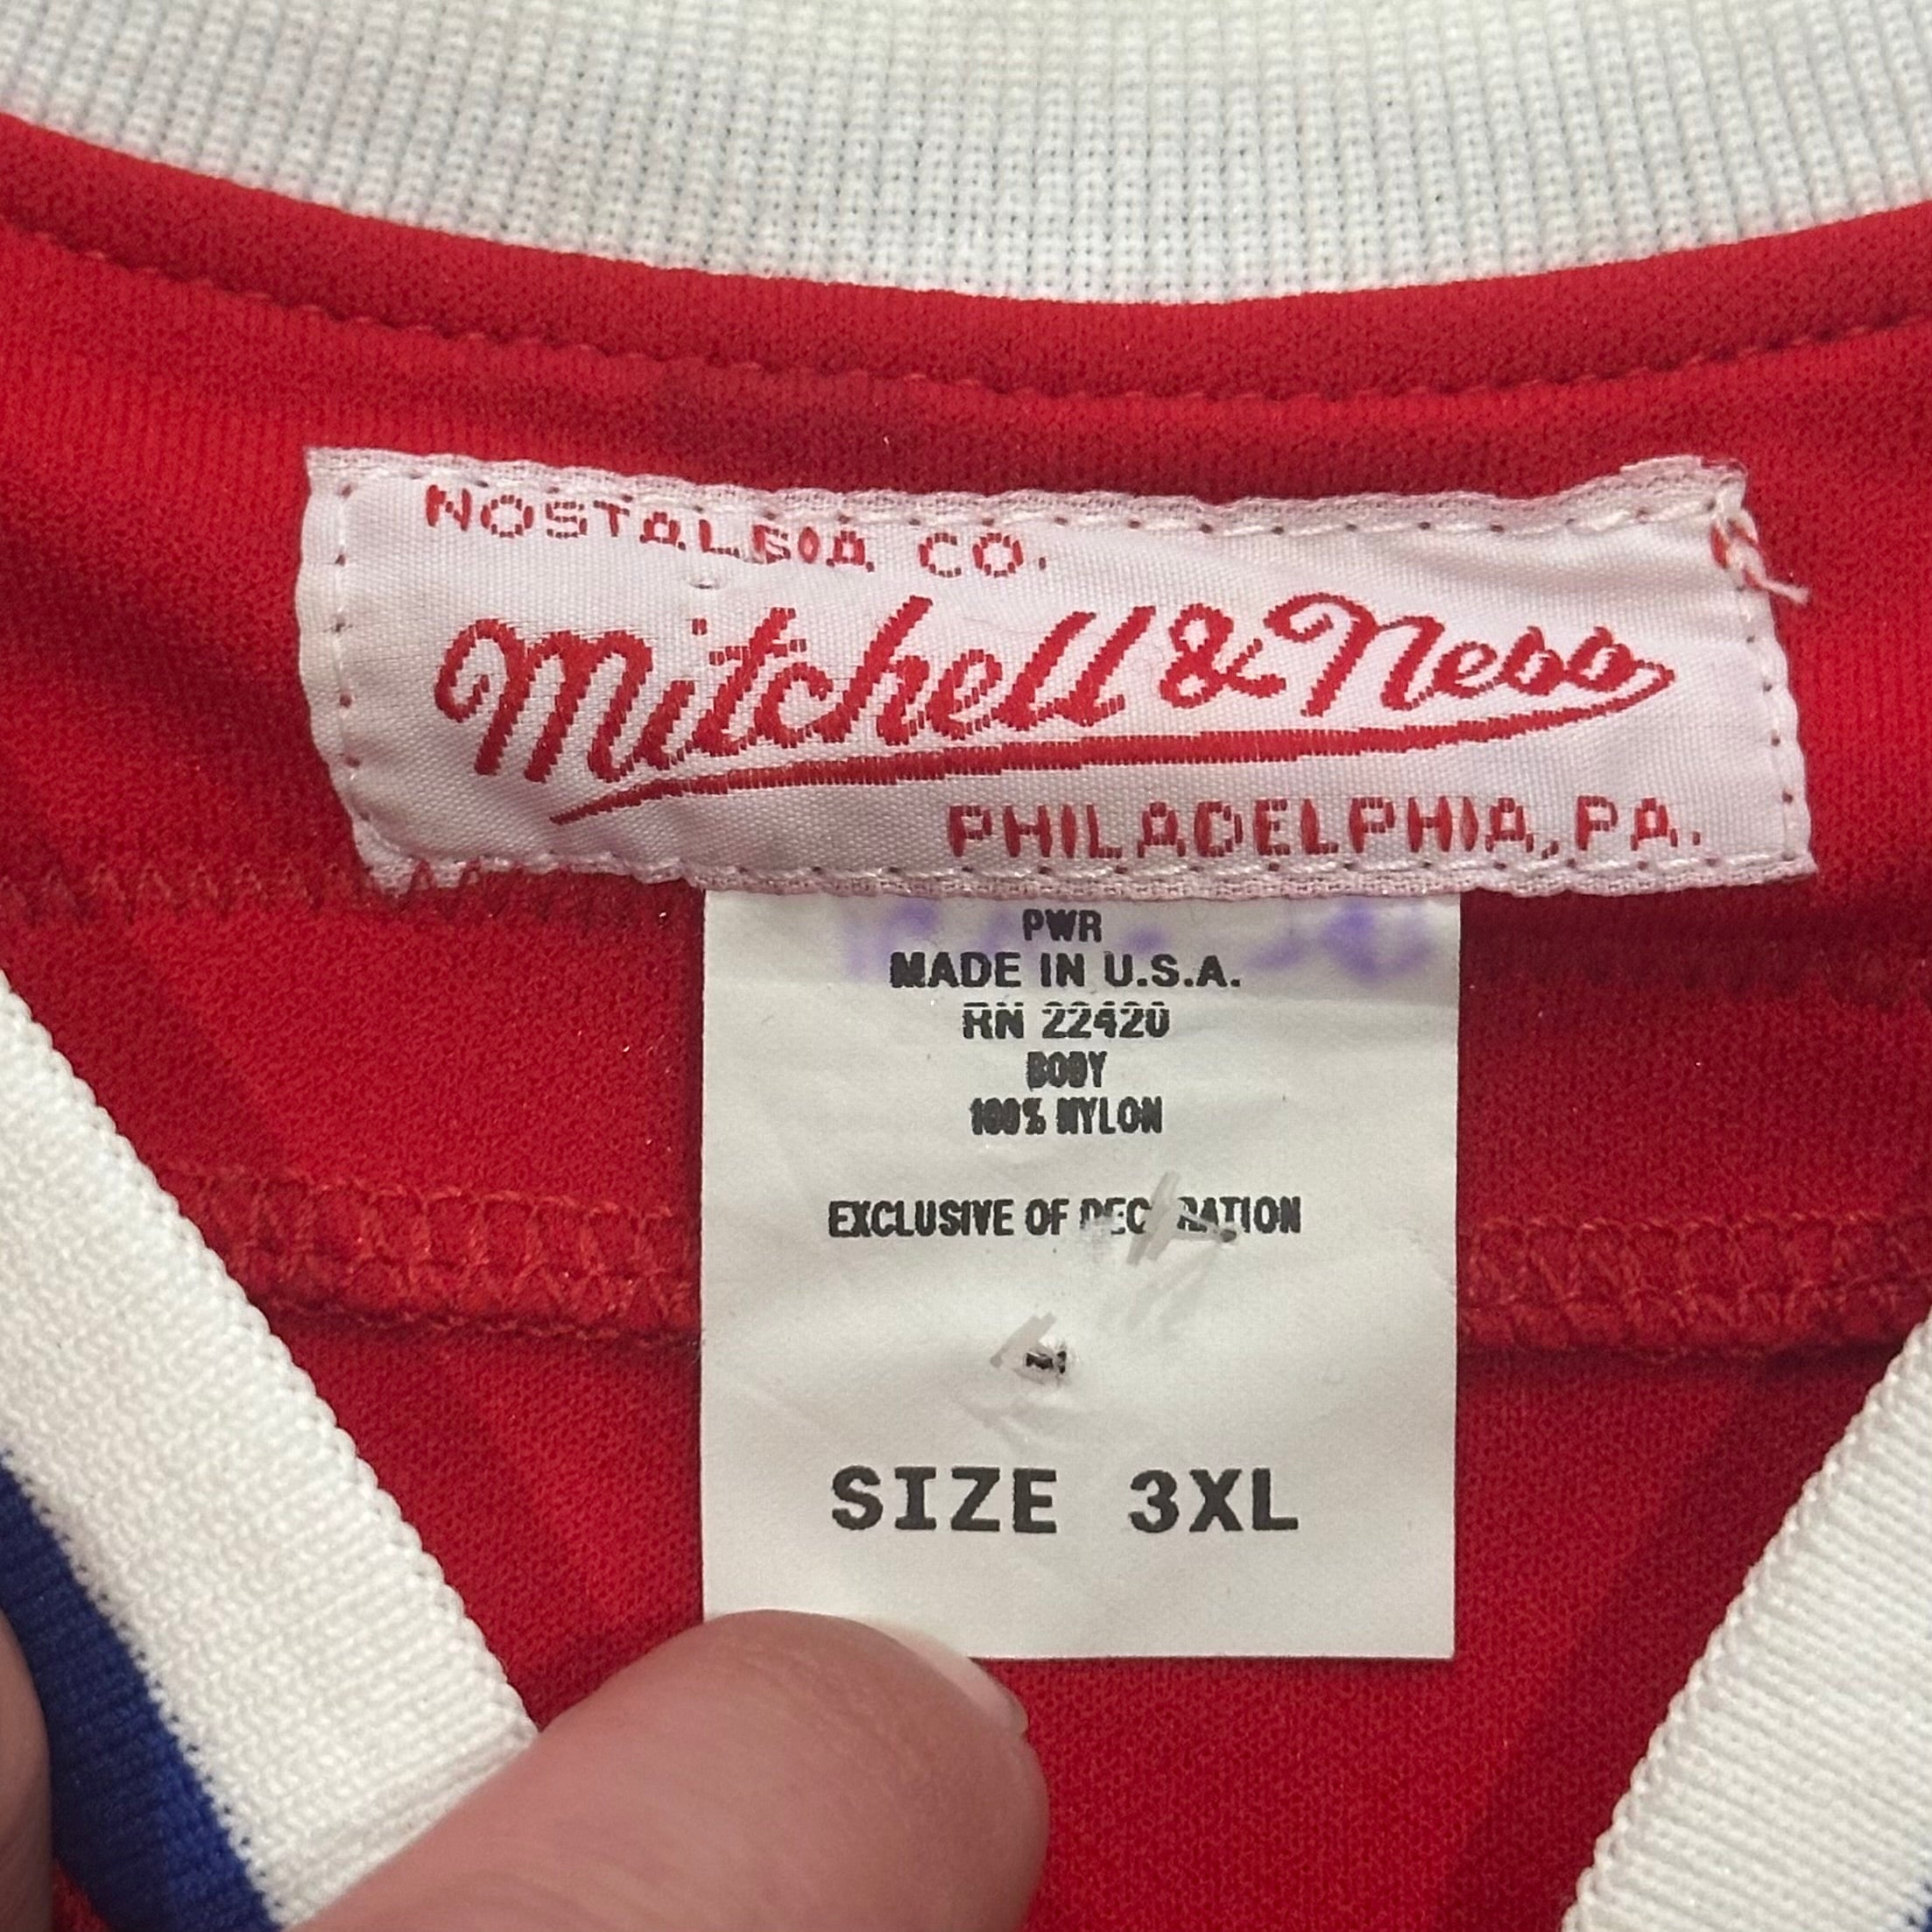 NOSTALGIA CO.
Mitchell & Ness
PHILADELPHIA, PA.
PWR
MADE IN U.S.A.
RN 22420
BODY
100% NYLON
EXCLUSIVE OF DECORATION
SIZE 3XL